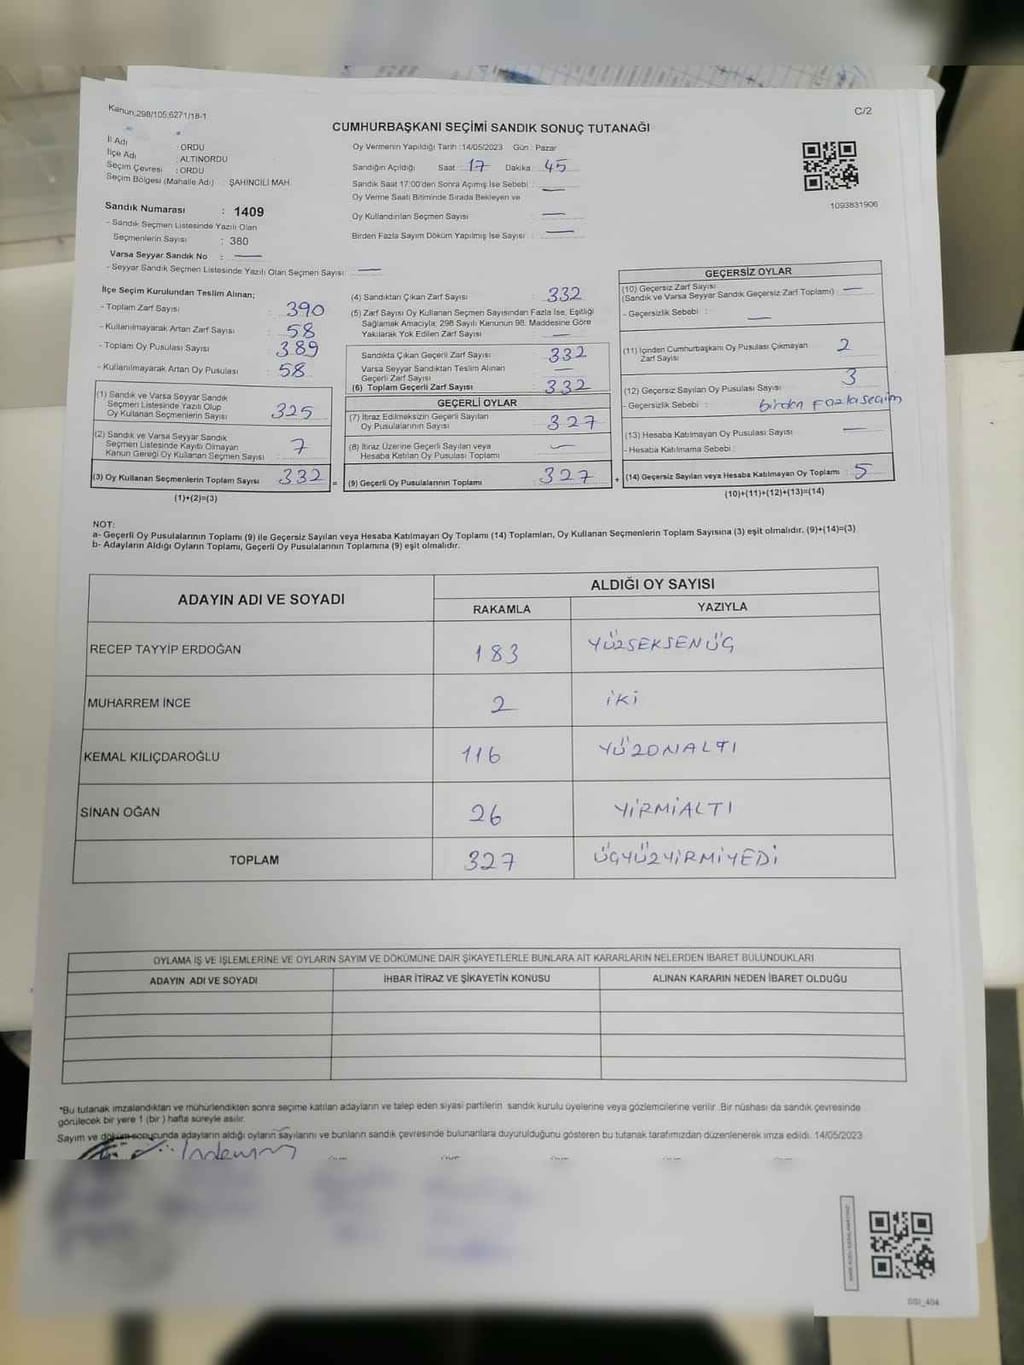 Kanun;298/105,6271/18-1
C/2
CUMHURBAŞKANI SEÇİMİ SANDIK SONUÇ TUTANAĞI
İl Adı : ORDU
İlçe Adı : ALTINORDU
Seçim Çevresi : ORDU
Seçim Bölgesi (Mahalle Adı) : ŞAHİNCİLİ MAH.
Sandık Numarası : 1409
- Sandık Seçmen Listesinde Yazılı Olan
Seçmenlerin Sayısı : 380
Varsa Seyyar Sandık No :
- Seyyar Sandık Seçmen Listesinde Yazılı Olan Seçmen Sayısı:
Oy Vermenin Yapıldığı Tarih :14/05/2023 Gün : Pazar
Sandığın Açıldığı Saat : 17 Dakika : 45
Sandık Saat 17:00'den Sonra Açımış İse Sebebi :
Oy Verme Saati Bitiminde Sırada Bekleyen ve
Oy Kullandırılan Seçmen Sayısı
Birden Fazla Sayım Döküm Yapılmış İse Sayısı :
1093831906
İlçe Seçim Kurulundan Teslim Alınan;
- Toplam Zarf Sayısı : 390
- Kullanılmayarak Artan Zarf Sayısı : 58
- Toplam Oy Pusulası Sayısı : 389
- Kullanılmayarak Artan Oy Pusulası : 58
(1) Sandık ve Varsa Seyyar Sandık
Seçmen Listesinde Yazılı Olup
Oy Kullanan Seçmenlerin Sayısı : 325
(2) Sandık ve Varsa Seyyar Sandık
Seçmen Listesinde Kayıtlı Olmayan
Kanun Gereği Oy Kullanan Seçmen Sayısı : 7
(3) Oy Kullanan Seçmenlerin Toplam Sayısı : 332
(1)+(2)=(3)
(4) Sandıktan Çıkan Zarf Sayısı : 332
(5) Zarf Sayısı Oy Kullanan Seçmen Sayısından Fazla İse, Eşitliği
Sağlamak Amacıyla; 298 Sayılı Kanunun 98. Maddesine Göre
Yakılarak Yok Edilen Zarf Sayısı
Sandıkta Çıkan Geçerli Zarf Sayısı : 332
Varsa Seyyar Sandıktan Teslim Alınan
Geçerli Zarf Sayısı
(6) Toplam Geçerli Zarf Sayısı : 332
GEÇERLİ OYLAR
(7) İtiraz Edilmeksizin Geçerli Sayılan
Oy Pusulalarının Sayısı : 327
(8) İtiraz Üzerine Geçerli Sayılan veya
Hesaba Katılan Oy Pusulası Toplamı
= (9) Geçerli Oy Pusulalarının Toplamı : 327 +
GEÇERSİZ OYLAR
(10) Geçersiz Zarf Sayısı
(Sandık ve Varsa Seyyar Sandık Geçersiz Zarf Toplamı) :
- Geçersizlik Sebebi :
(11) İçinden Cumhurbaşkanı Oy Pusulası Çıkmayan
Zarf Sayısı : 2
(12) Geçersiz Sayılan Oy Pusulası Sayısı : 3
- Geçersizlik Sebebi : birden fazla seçim
(13) Hesaba Katılmayan Oy Pusulası Sayısı :
- Hesaba Katılmama Sebebi :
(14) Geçersiz Sayılan veya Hesaba Katılmayan Oy Toplamı : 5
(10)+(11)+(12)+(13)=(14)
NOT:
a- Geçerli Oy Pusulalarının Toplamı (9) ile Geçersiz Sayılan veya Hesaba Katılmayan Oy Toplamı (14) Toplamları, Oy Kullanan Seçmenlerin Toplam Sayısına (3) eşit olmalıdır. (9)+(14)=(3)
b- Adayların Aldığı Oyların Toplamı, Geçerli Oy Pusulalarının Toplamına (9) eşit olmalıdır.
ADAYIN ADI VE SOYADI
ALDIĞI OY SAYISI
RAKAMLA YAZIYLA
RECEP TAYYİP ERDOĞAN 183 YÜZSEKSENÜÇ
MUHARREM İNCE 2 İKİ
KEMAL KILIÇDAROĞLU 116 YÜZONALTI
SİNAN OĞAN 26 YİRMİALTI
TOPLAM 327 ÜÇYÜZYİRMİYEDİ
OYLAMA İŞ VE İŞLEMLERİNE VE OYLARIN SAYIM VE DÖKÜMÜNE DAİR ŞİKAYETLERLE BUNLARA AİT KARARLARIN NELERDEN İBARET BULUNDUKLARI
ADAYIN ADI VE SOYADI İHBAR İTİRAZ VE ŞİKAYETİN KONUSU ALINAN KARARIN NEDEN İBARET OLDUĞU
*Bu tutanak imzalandıktan ve mühürlendikten sonra seçime katılan adayların ve talep eden siyasi partilerin sandık kurulu üyelerine veya gözlemcilerine verilir. Bir nüshası da sandık çevresinde
görülecek bir yere 1 (bir ) hafta süreyle asılır.
Sayım ve döküm sonucunda adayların aldığı oyların sayılarını ve bunların sandık çevresinde bulunanlara duyurulduğunu gösteren bu tutanak tarafımızdan düzenlenerek imza edildi. 14/05/2023